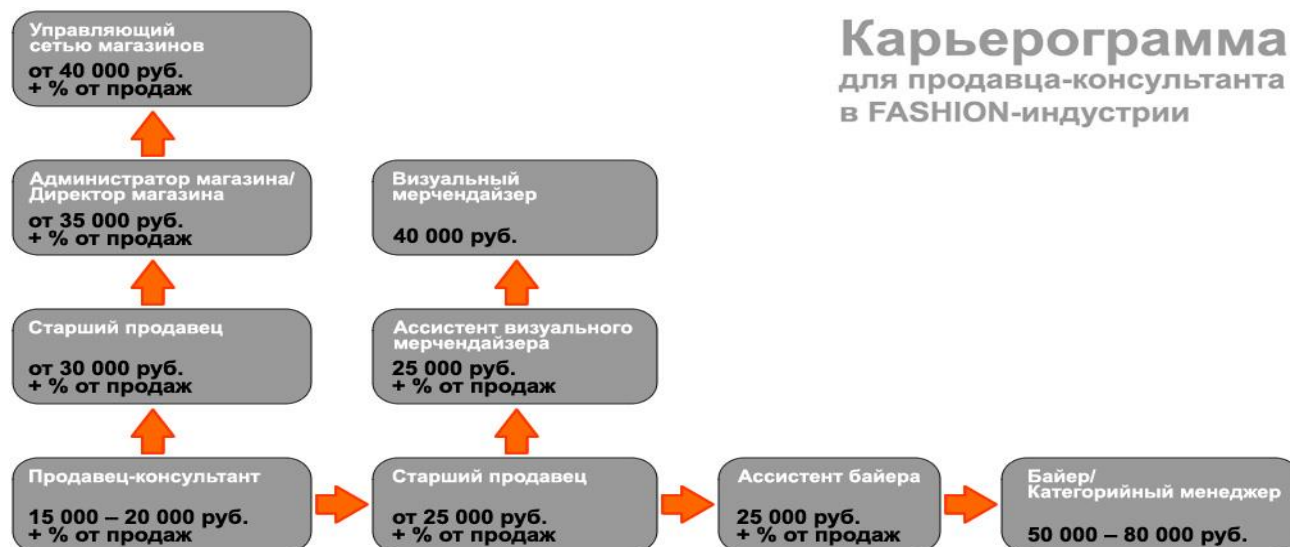 Карьерограмма
для продавца-консультанта
в FASHION-индустрии
Управляющий
сетью магазинов
от 40 000 руб.
+ % от продаж
Администратор магазина/
Директор магазина
от 35 000 руб.
+ % от продаж
Визуальный
мерчендайзер
40 000 руб.
Старший продавец
от 30 000 руб.
+ % от продаж
Ассистент визуального
мерчендайзера
25 000 руб.
+ % от продаж
Продавец-консультант
15 000 – 20 000 руб.
+ % от продаж
Старший продавец
от 25 000 руб.
+ % от продаж
Ассистент байера
25 000 руб.
+ % от продаж
Байер/
Категорийный менеджер
50 000 – 80 000 руб.